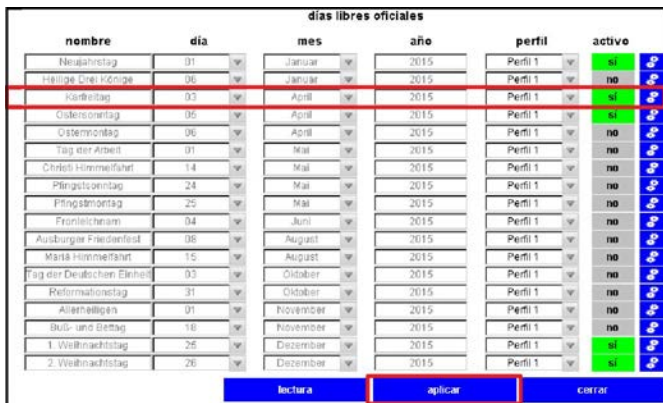 días libres oficiales
nombre día mes año perfil activo
Neujahrstag 01 Januar 2015 Perfil 1 sí
Heilige Drei Könige 06 Januar 2015 Perfil 1 no
Karfreitag 03 April 2015 Perfil 1 sí
Ostersonntag 05 April 2015 Perfil 1 sí
Ostermontag 06 April 2015 Perfil 1 no
Tag der Arbeit 01 Mai 2015 Perfil 1 no
Christi Himmelfahrt 14 Mai 2015 Perfil 1 no
Pfingstsonntag 24 Mai 2015 Perfil 1 no
Pfingstmontag 25 Mai 2015 Perfil 1 no
Fronleichnam 04 Juni 2015 Perfil 1 no
Ausburger Friedenfest 08 August 2015 Perfil 1 no
Mariä Himmelfahrt 15 August 2015 Perfil 1 no
Tag der Deutschen Einheit 03 Oktober 2015 Perfil 1 no
Reformationstag 31 Oktober 2015 Perfil 1 no
Allerheiligen 01 November 2015 Perfil 1 no
Buß- und Bettag 18 November 2015 Perfil 1 no
1. Weihnachtstag 25 Dezember 2015 Perfil 1 sí
2. Weihnachtstag 26 Dezember 2015 Perfil 1 sí
lectura aplicar cerrar